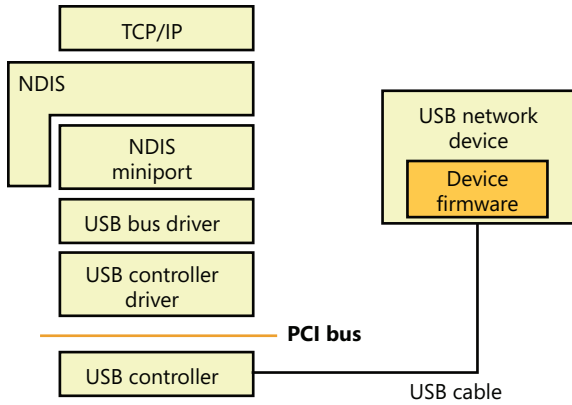 TCP/IP
NDIS
NDIS
miniport
USB bus driver
USB controller
driver
PCI bus
USB controller
USB network
device
Device
firmware
USB cable